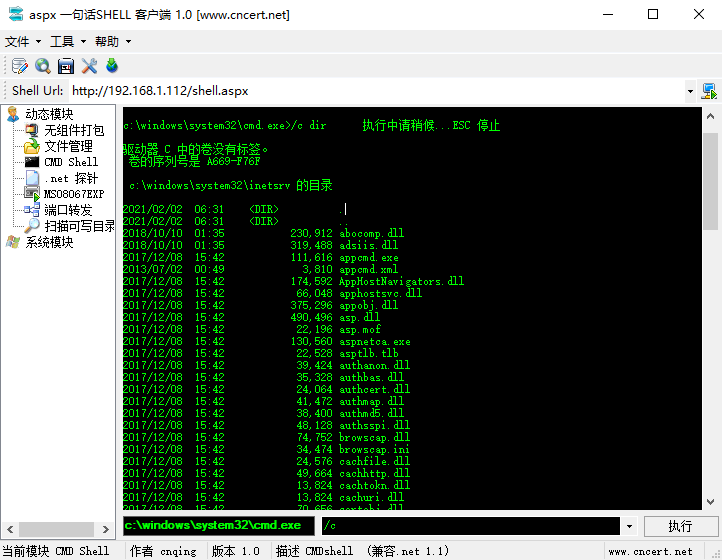 aspx 一句话SHELL 客户端 1.0 [www.cncert.net]
文件 工具 帮助
Shell Url: http://192.168.1.112/shell.aspx
动态模块
无组件打包
文件管理
CMD Shell
.net 探针
MS08067EXP
端口转发
扫描可写目录
系统模块
c:\windows\system32\cmd.exe>/c dir 执行中请稍候...ESC 停止
驱动器 C 中的卷没有标签。
卷的序列号是 A669-F76F
c:\windows\system32\inetsrv 的目录
2021/02/02 06:31 <DIR> .
2021/02/02 06:31 <DIR> ..
2018/10/10 01:35 230,912 abocomp.dll
2018/10/10 01:35 319,488 adsiis.dll
2017/12/08 15:42 111,616 appcmd.exe
2013/07/02 00:49 3,810 appcmd.xml
2017/12/08 15:42 174,592 AppHostNavigators.dll
2017/12/08 15:42 66,048 apphostsvc.dll
2017/12/08 15:42 375,296 appobj.dll
2017/12/08 15:42 490,496 asp.dll
2017/12/08 15:42 22,196 asp.mof
2017/12/08 15:42 130,560 aspnetca.exe
2017/12/08 15:42 22,528 asptlb.tlb
2017/12/08 15:42 39,424 authanon.dll
2017/12/08 15:42 35,328 authbas.dll
2017/12/08 15:42 24,064 authcert.dll
2017/12/08 15:42 41,472 authmap.dll
2017/12/08 15:42 38,400 authmd5.dll
2017/12/08 15:42 48,128 authsspi.dll
2017/12/08 15:42 74,752 browscap.dll
2017/12/08 15:42 34,474 browscap.ini
2017/12/08 15:42 24,576 cachfile.dll
2017/12/08 15:42 49,664 cachhttp.dll
2017/12/08 15:42 13,824 cachtokn.dll
2017/12/08 15:42 13,824 cachuri.dll
2017/12/08 15:42 70,656 certobj.dll
c:\windows\system32\cmd.exe /c 执行
当前模块 CMD Shell 作者 cnqing 版本 1.0 描述 CMDshell (兼容.net 1.1) www.cncert.net